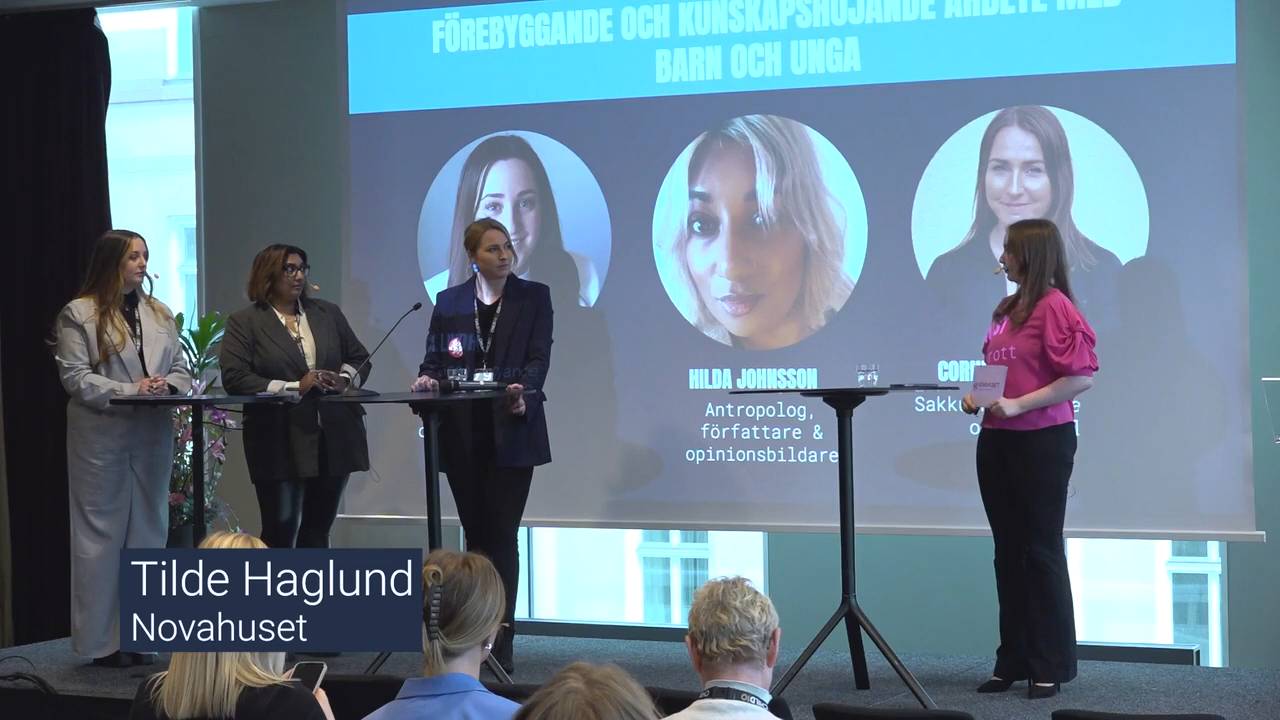 FÖREBYGGANDE OCH KUNSKAPSHÖJANDE ARBETE MED
BARN OCH UNGA
HILDA JOHNSSON
Antropolog,
författare &
opinionsbildare
Tilde Haglund
Novahuset